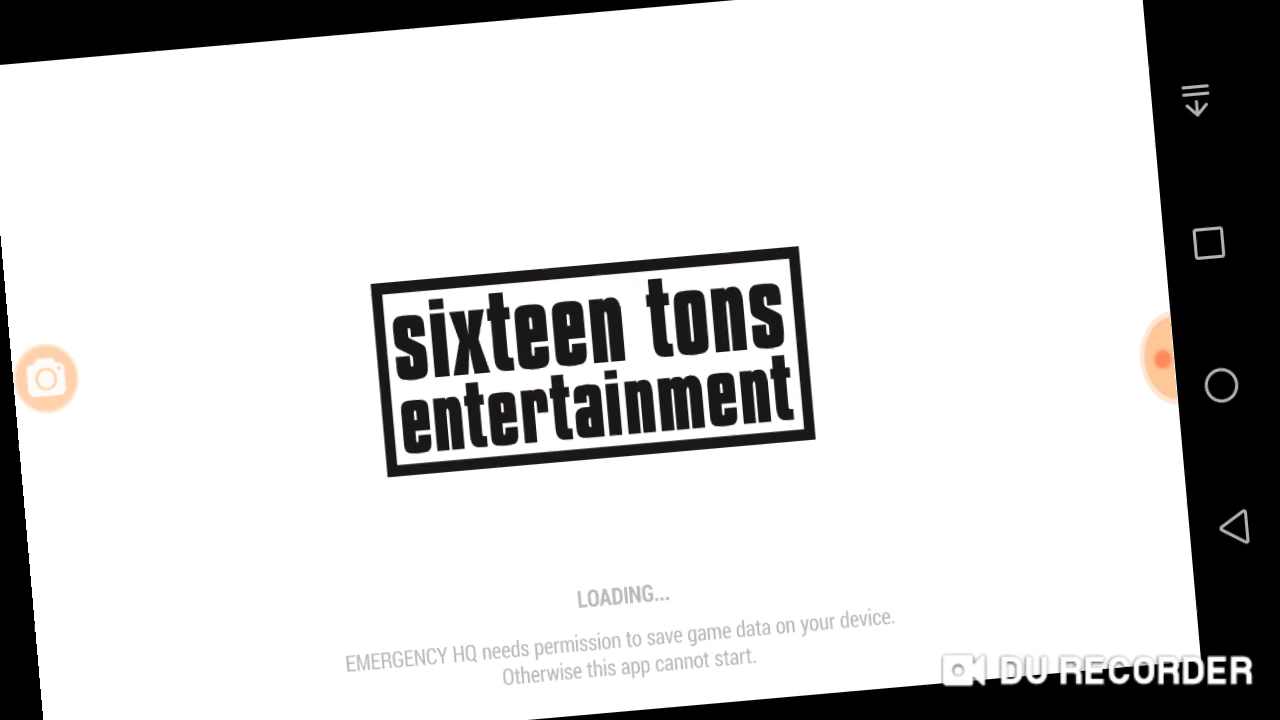 sixteen tons
entertainment
LOADING...
EMERGENCY HQ needs permission to save game data on your device.
Otherwise this app cannot start.
DU RECORDER